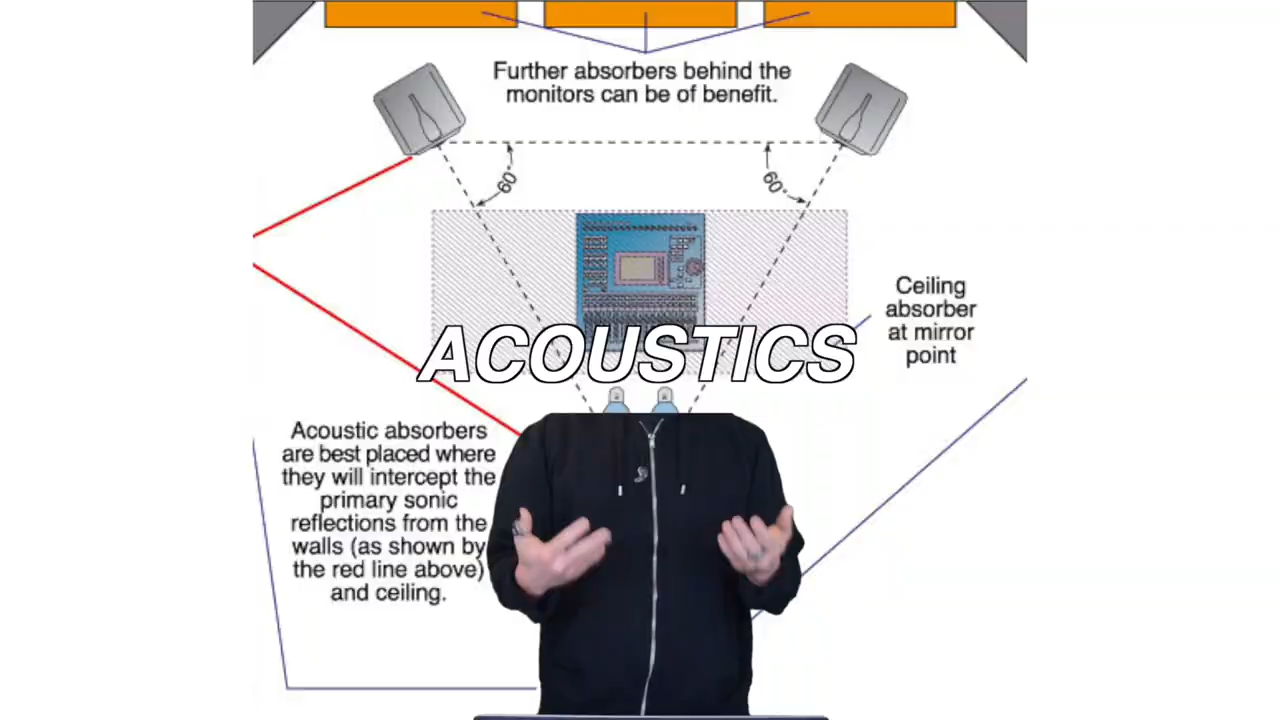 Further absorbers behind the
monitors can be of benefit.
60°
60°
Ceiling
absorber
at mirror
point
ACOUSTICS
Acoustic absorbers
are best placed where
they will intercept the
primary sonic
reflections from the
walls (as shown by
the red line above)
and ceiling.